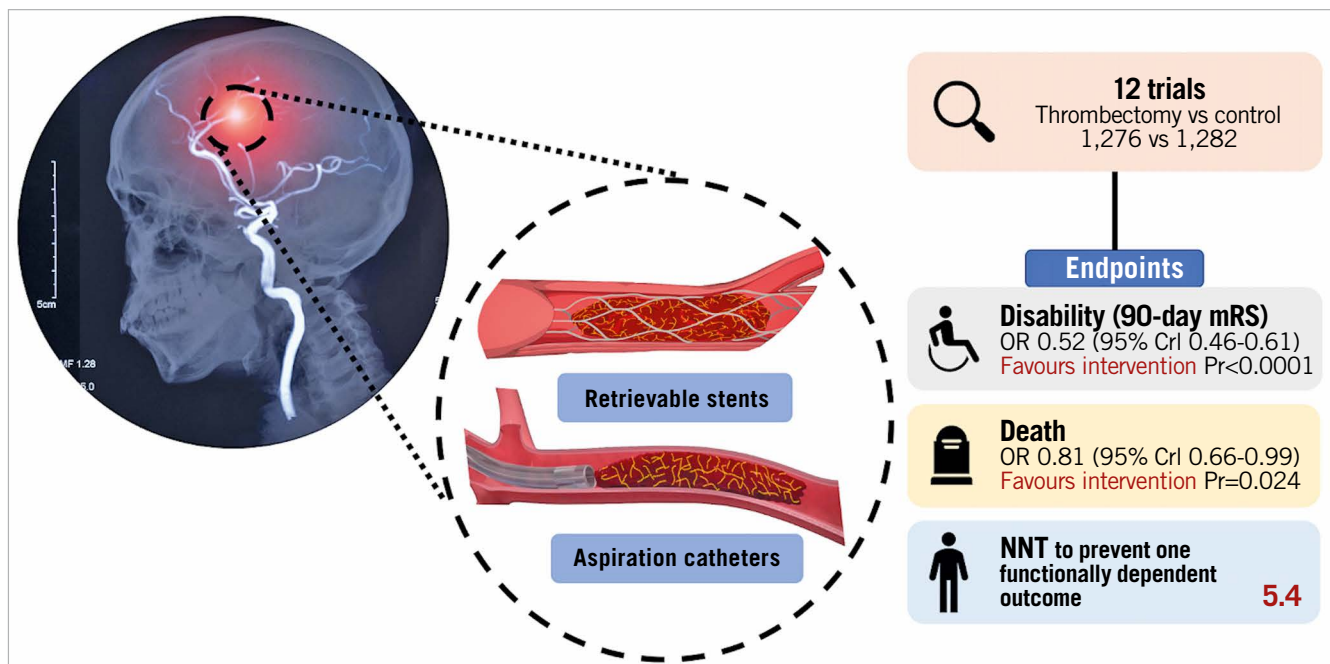 5cm
MF 1.28
5.0
5
Retrievable stents
Aspiration catheters
12 trials
Thrombectomy vs control
1,276 vs 1,282
Endpoints
Disability (90-day mRS)
OR 0.52 (95% CrI 0.46-0.61)
Favours intervention Pr<0.0001
Death
OR 0.81 (95% CrI 0.66-0.99)
Favours intervention Pr=0.024
NNT to prevent one
functionally dependent
outcome
5.4